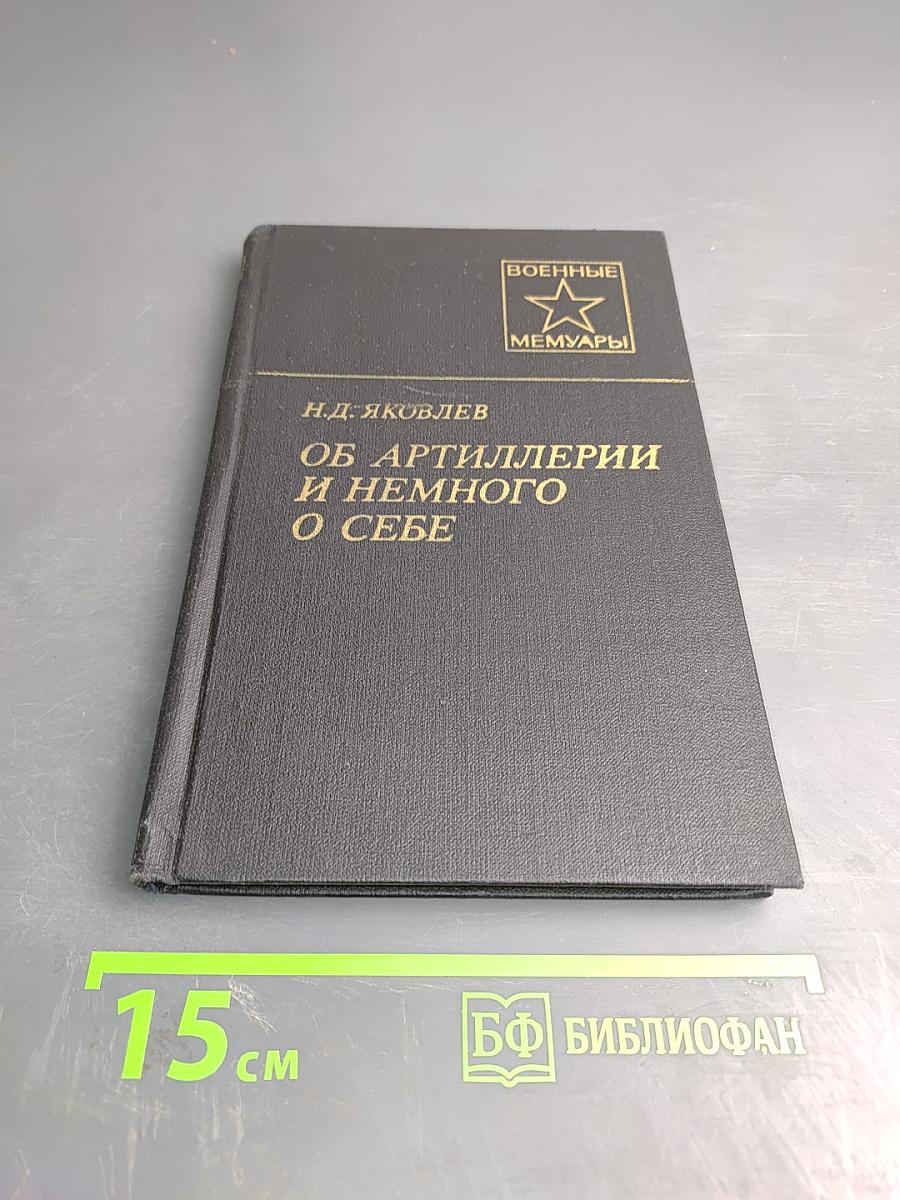 ВОЕННЫЕ
МЕМУАРЫ
Н.Д. ЯКОВЛЕВ
ОБ АРТИЛЛЕРИИ
И НЕМНОГО
О СЕБЕ
15 см
БФ БИБЛИОФАН